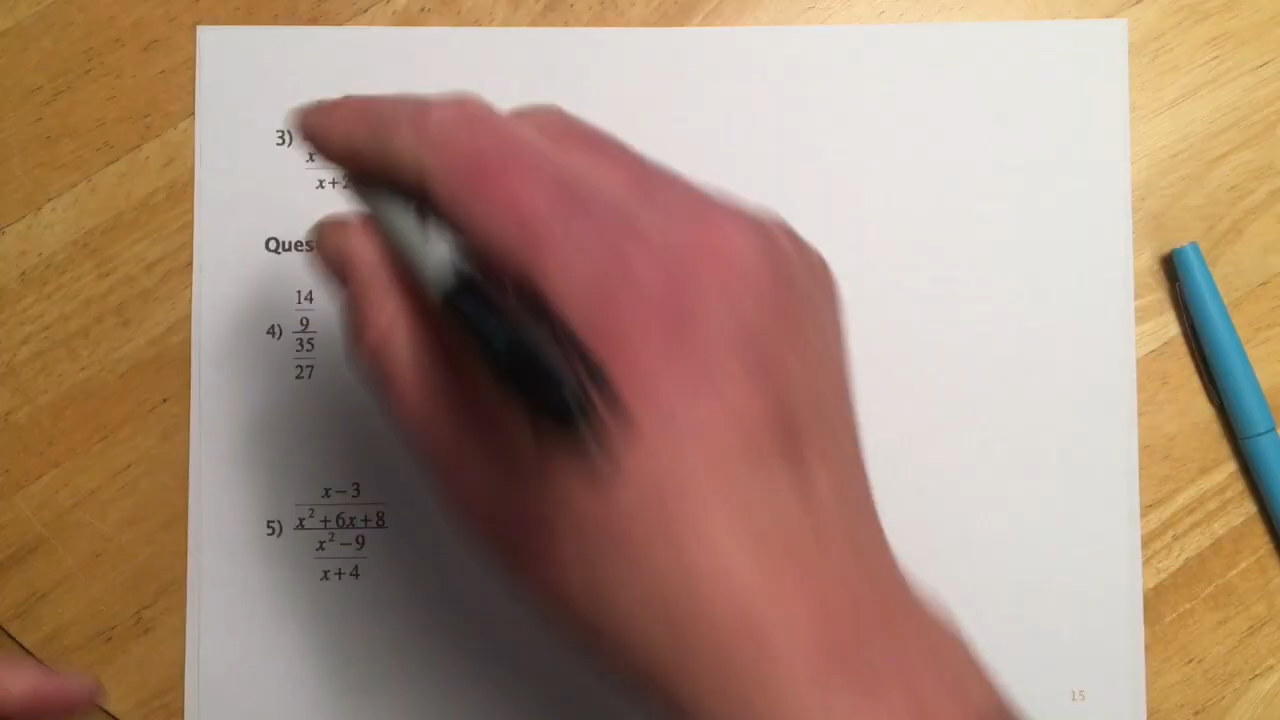 3)
x
x+2
Ques
14
9
4)
35
27
x−3
x²+6x+8
5)
x²−9
x+4
15